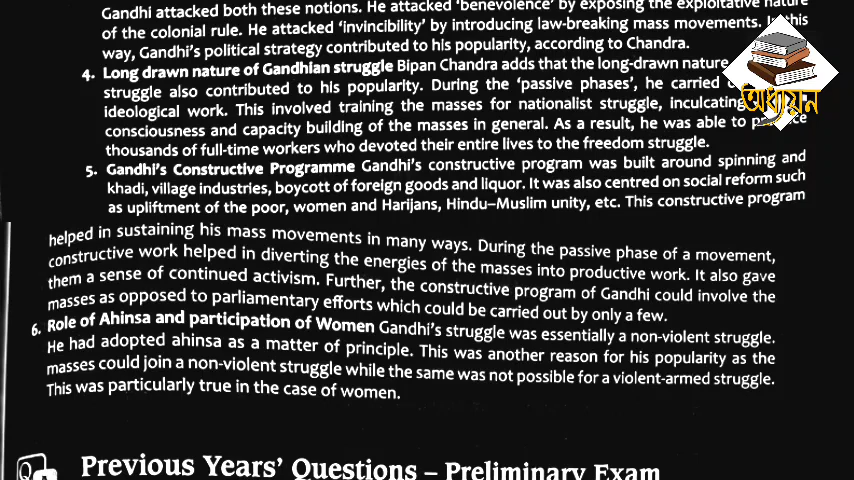 Gandhi attacked both these notions. He attacked 'benevolence' by exposing the exploitative nature
of the colonial rule. He attacked 'invincibility' by introducing law-breaking mass movements. In this
way, Gandhi's political strategy contributed to his popularity, according to Chandra.
4. Long drawn nature of Gandhian struggle Bipan Chandra adds that the long-drawn nature
struggle also contributed to his popularity. During the 'passive phases', he carried
ideological work. This involved training the masses for nationalist struggle, inculcating
consciousness and capacity building of the masses in general. As a result, he was able to
thousands of full-time workers who devoted their entire lives to the freedom struggle.
5. Gandhi's Constructive Programme Gandhi's constructive program was built around spinning and
khadi, village industries, boycott of foreign goods and liquor. It was also centred on social reform such
as upliftment of the poor, women and Harijans, Hindu–Muslim unity, etc. This constructive program
helped in sustaining his mass movements in many ways. During the passive phase of a movement,
constructive work helped in diverting the energies of the masses into productive work. It also gave
them a sense of continued activism. Further, the constructive program of Gandhi could involve the
masses as opposed to parliamentary efforts which could be carried out by only a few.
6. Role of Ahinsa and participation of Women Gandhi's struggle was essentially a non-violent struggle.
He had adopted ahinsa as a matter of principle. This was another reason for his popularity as the
masses could join a non-violent struggle while the same was not possible for a violent-armed struggle.
This was particularly true in the case of women.
Q
Previous Years' Questions – Preliminary Exam
অধ্যয়ন